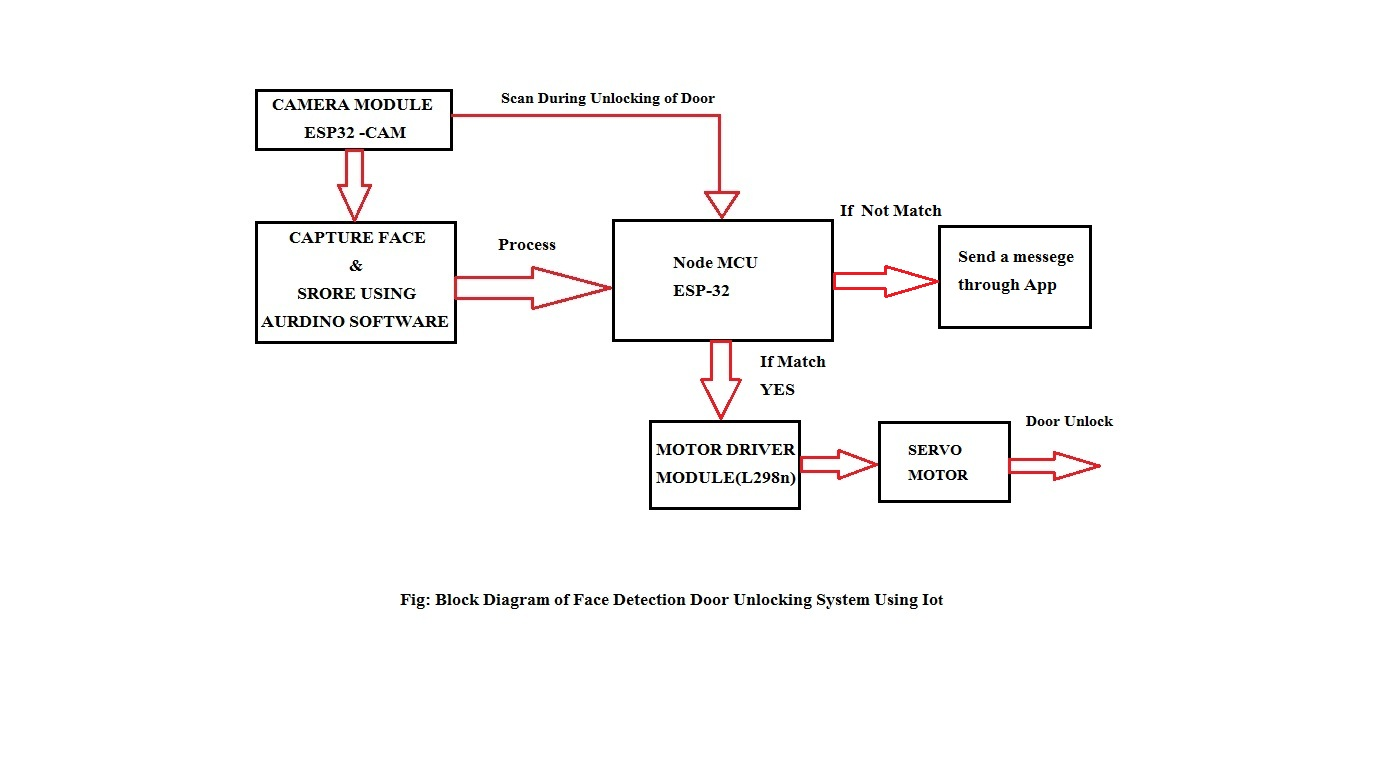 CAMERA MODULE
ESP32 -CAM
Scan During Unlocking of Door
CAPTURE FACE
&
SRORE USING
AURDINO SOFTWARE
Process
Node MCU
ESP-32
If  Not Match
Send a messege
through App
If Match
YES
MOTOR DRIVER
MODULE(L298n)
SERVO
MOTOR
Door Unlock
Fig: Block Diagram of Face Detection Door Unlocking System Using Iot